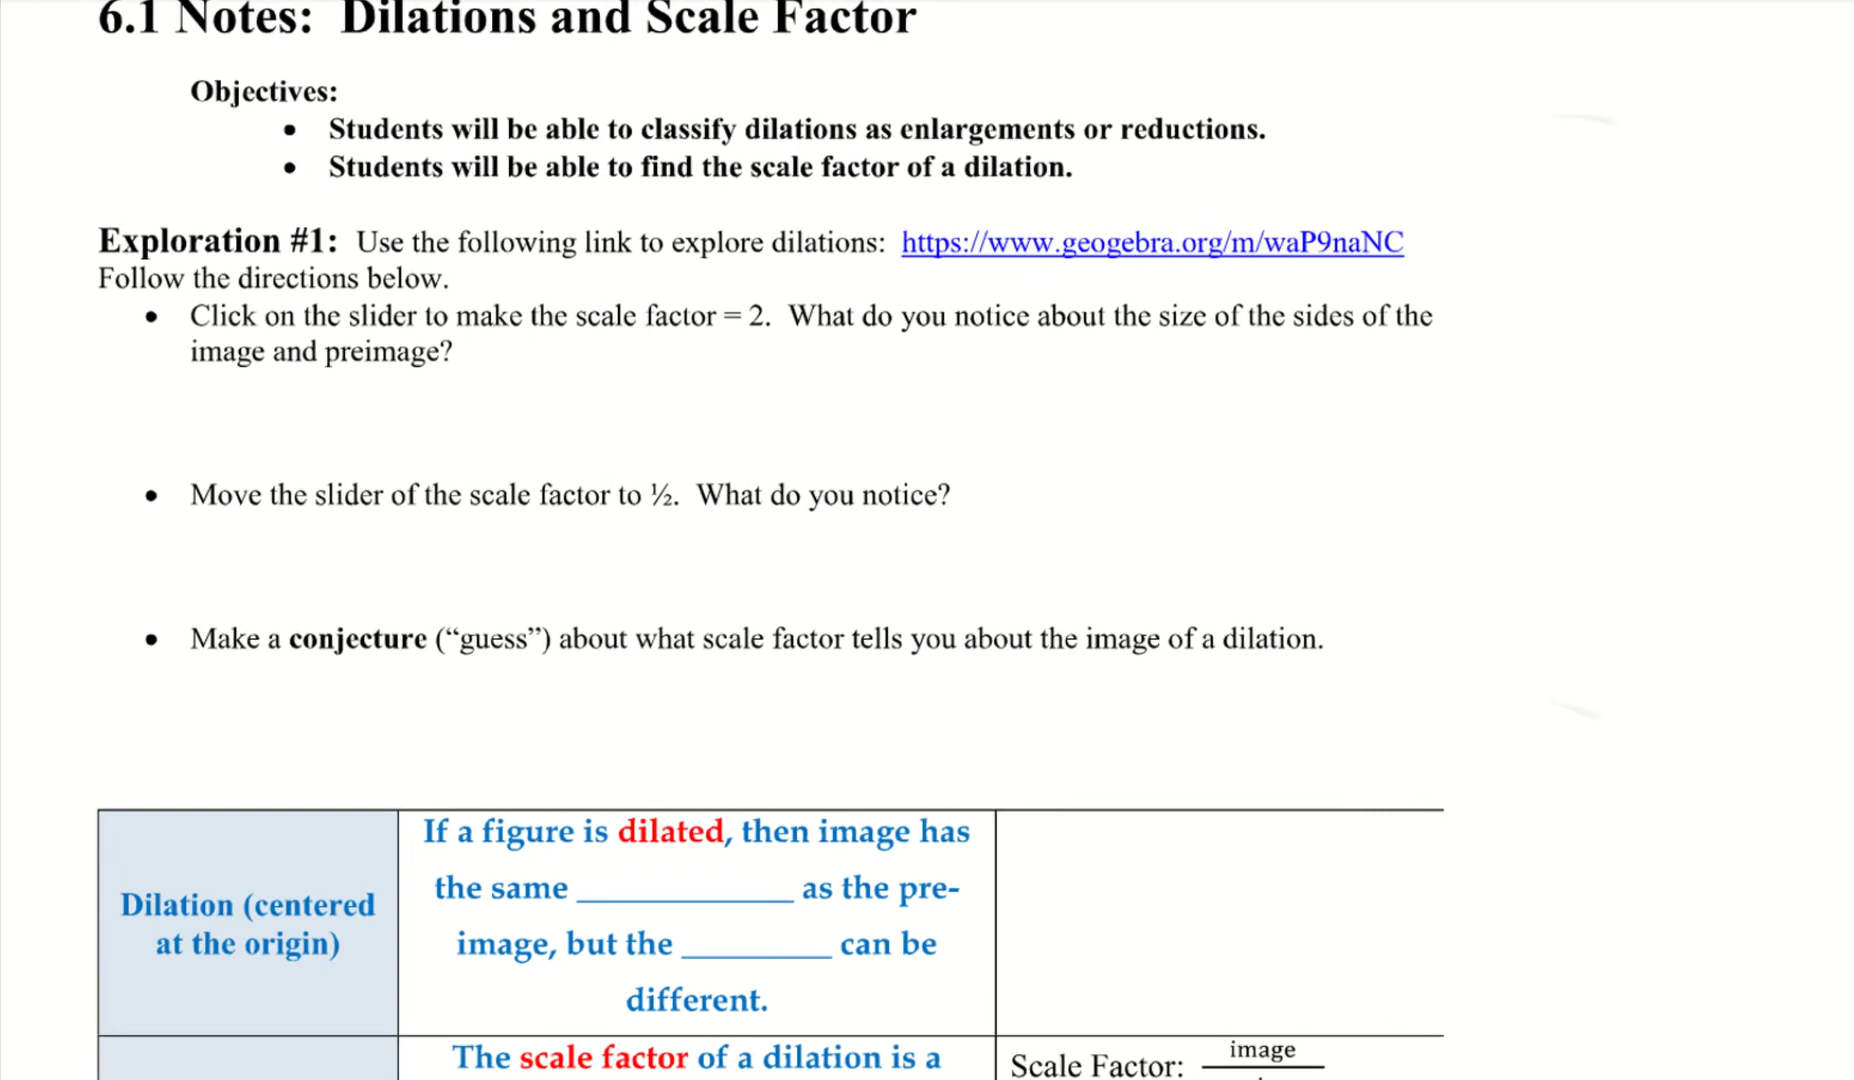 6.1 Notes: Dilations and Scale Factor
Objectives:
• Students will be able to classify dilations as enlargements or reductions.
• Students will be able to find the scale factor of a dilation.
Exploration #1: Use the following link to explore dilations: https://www.geogebra.org/m/waP9naNC
Follow the directions below.
• Click on the slider to make the scale factor = 2. What do you notice about the size of the sides of the
image and preimage?
• Move the slider of the scale factor to ½. What do you notice?
• Make a conjecture (“guess”) about what scale factor tells you about the image of a dilation.
Dilation (centered
at the origin)
If a figure is dilated, then image has
the same ______________ as the pre-
image, but the __________ can be
different.
The scale factor of a dilation is a
Scale Factor: image